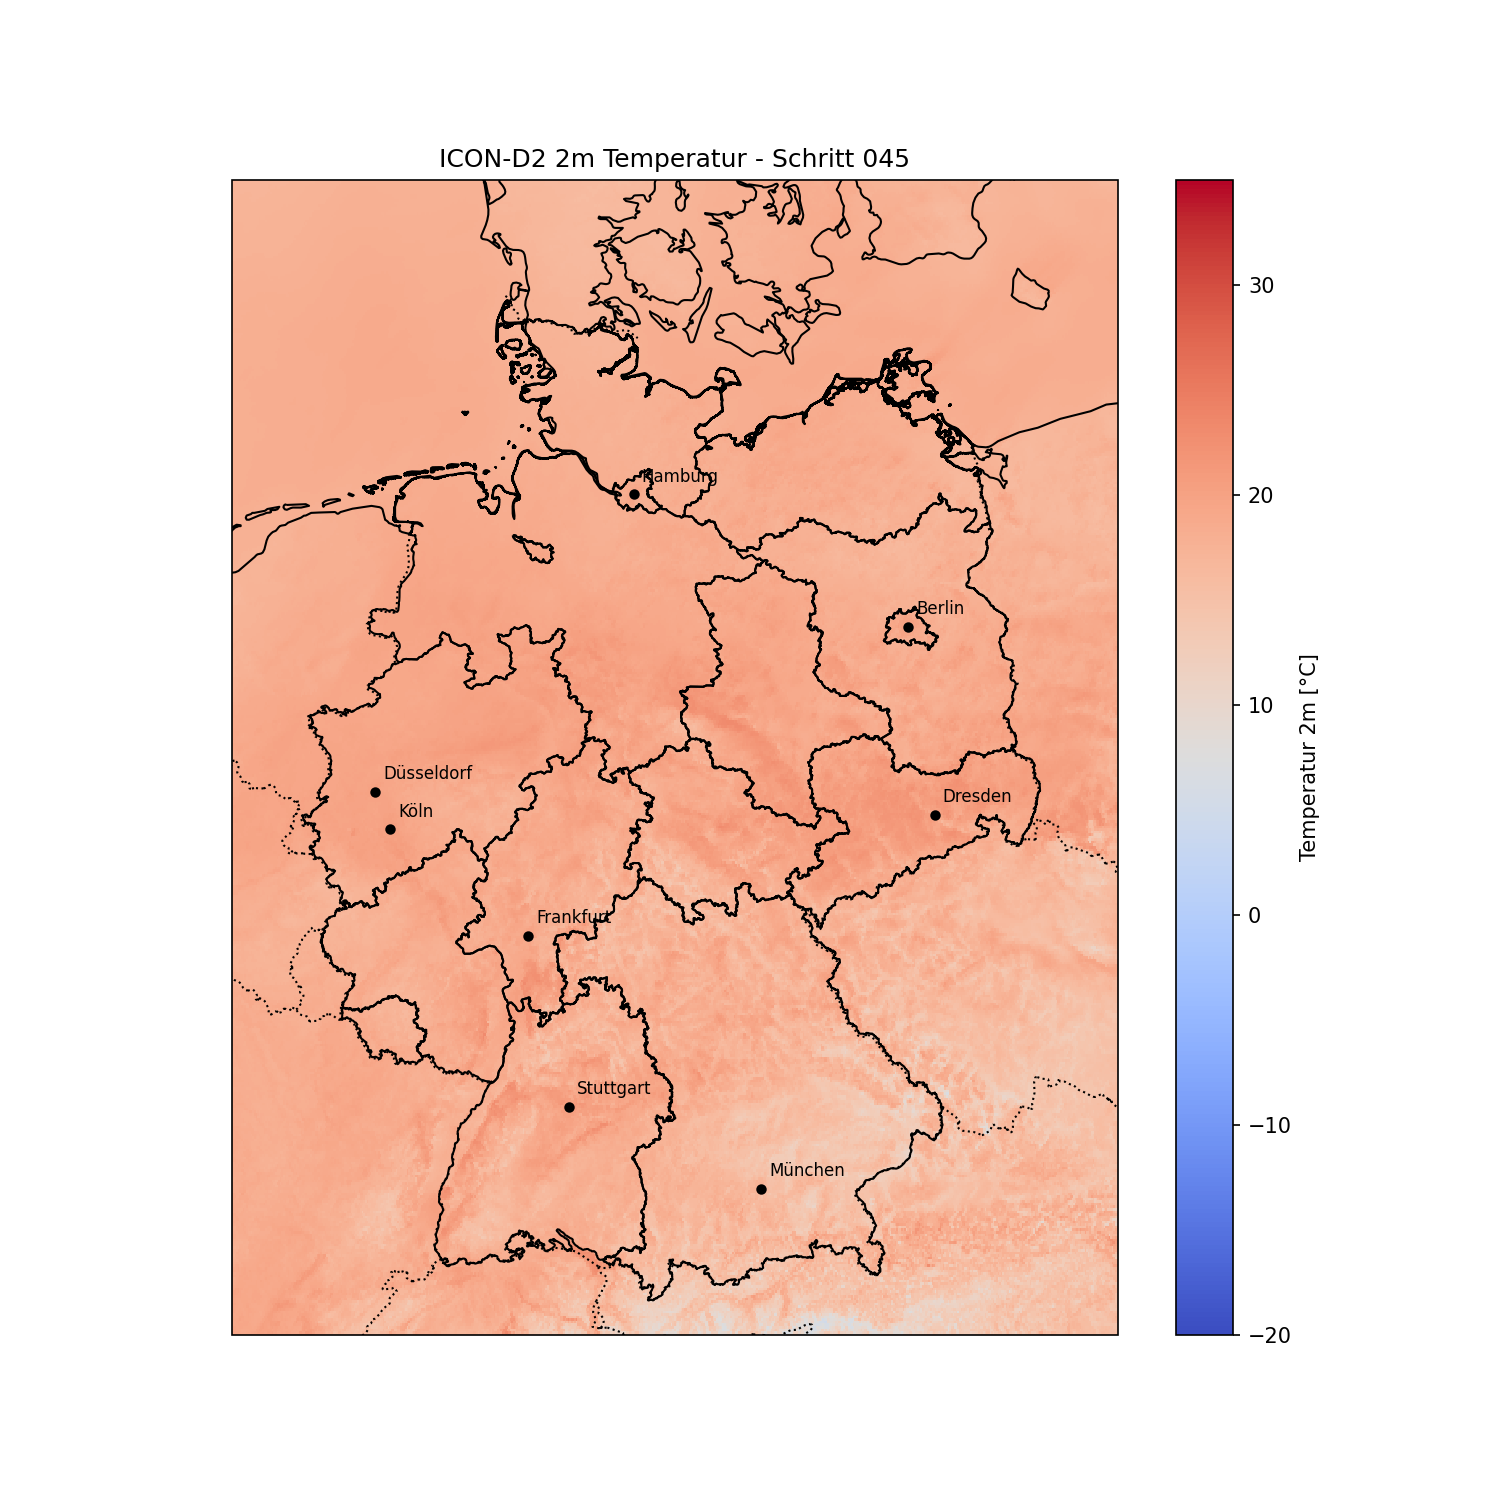 ICON-D2 2m Temperatur - Schritt 045
Hamburg
Berlin
Düsseldorf
Köln
Dresden
Frankfurt
Stuttgart
München
30
20
10
0
−10
−20
Temperatur 2m [°C]